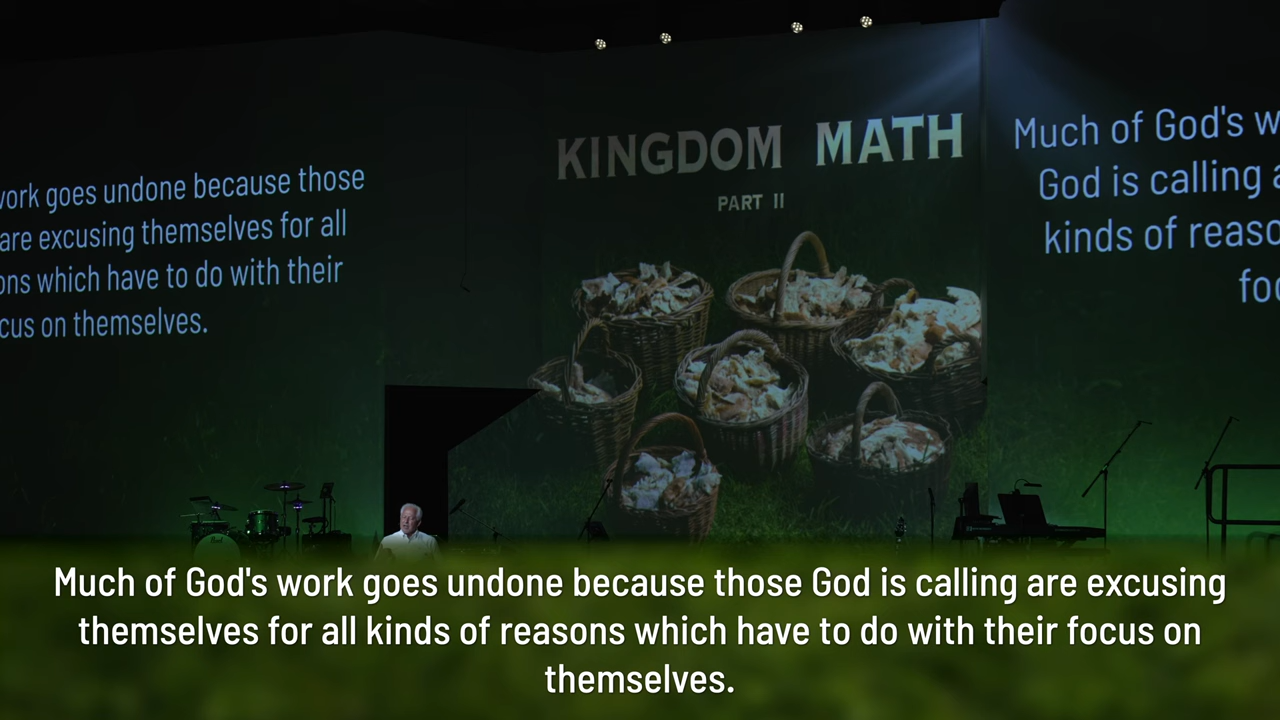 KINGDOM MATH
PART II
work goes undone because those
are excusing themselves for all
ons which have to do with their
cus on themselves.
Much of God's w
God is calling a
kinds of reaso
foc
Much of God's work goes undone because those God is calling are excusing
themselves for all kinds of reasons which have to do with their focus on
themselves.